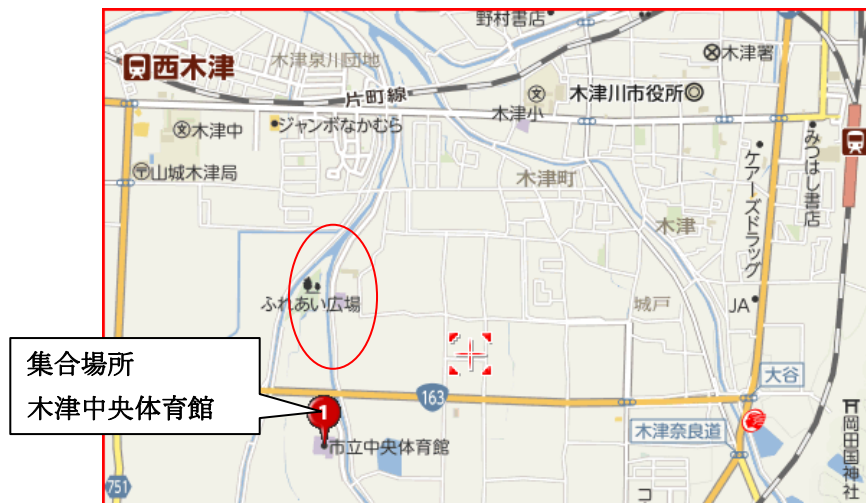 野村書店
木津署
西木津
木津泉川団地
片町線
木津小
木津川市役所
木津中
ジャンボなかむら
山城木津局
木津町
木津
ケアーズドラッグ
みつはし書店
ふれあい広場
城戸
JA
集合場所
木津中央体育館
163
大谷
1
市立中央体育館
木津奈良道
岡田国神社
751
コ